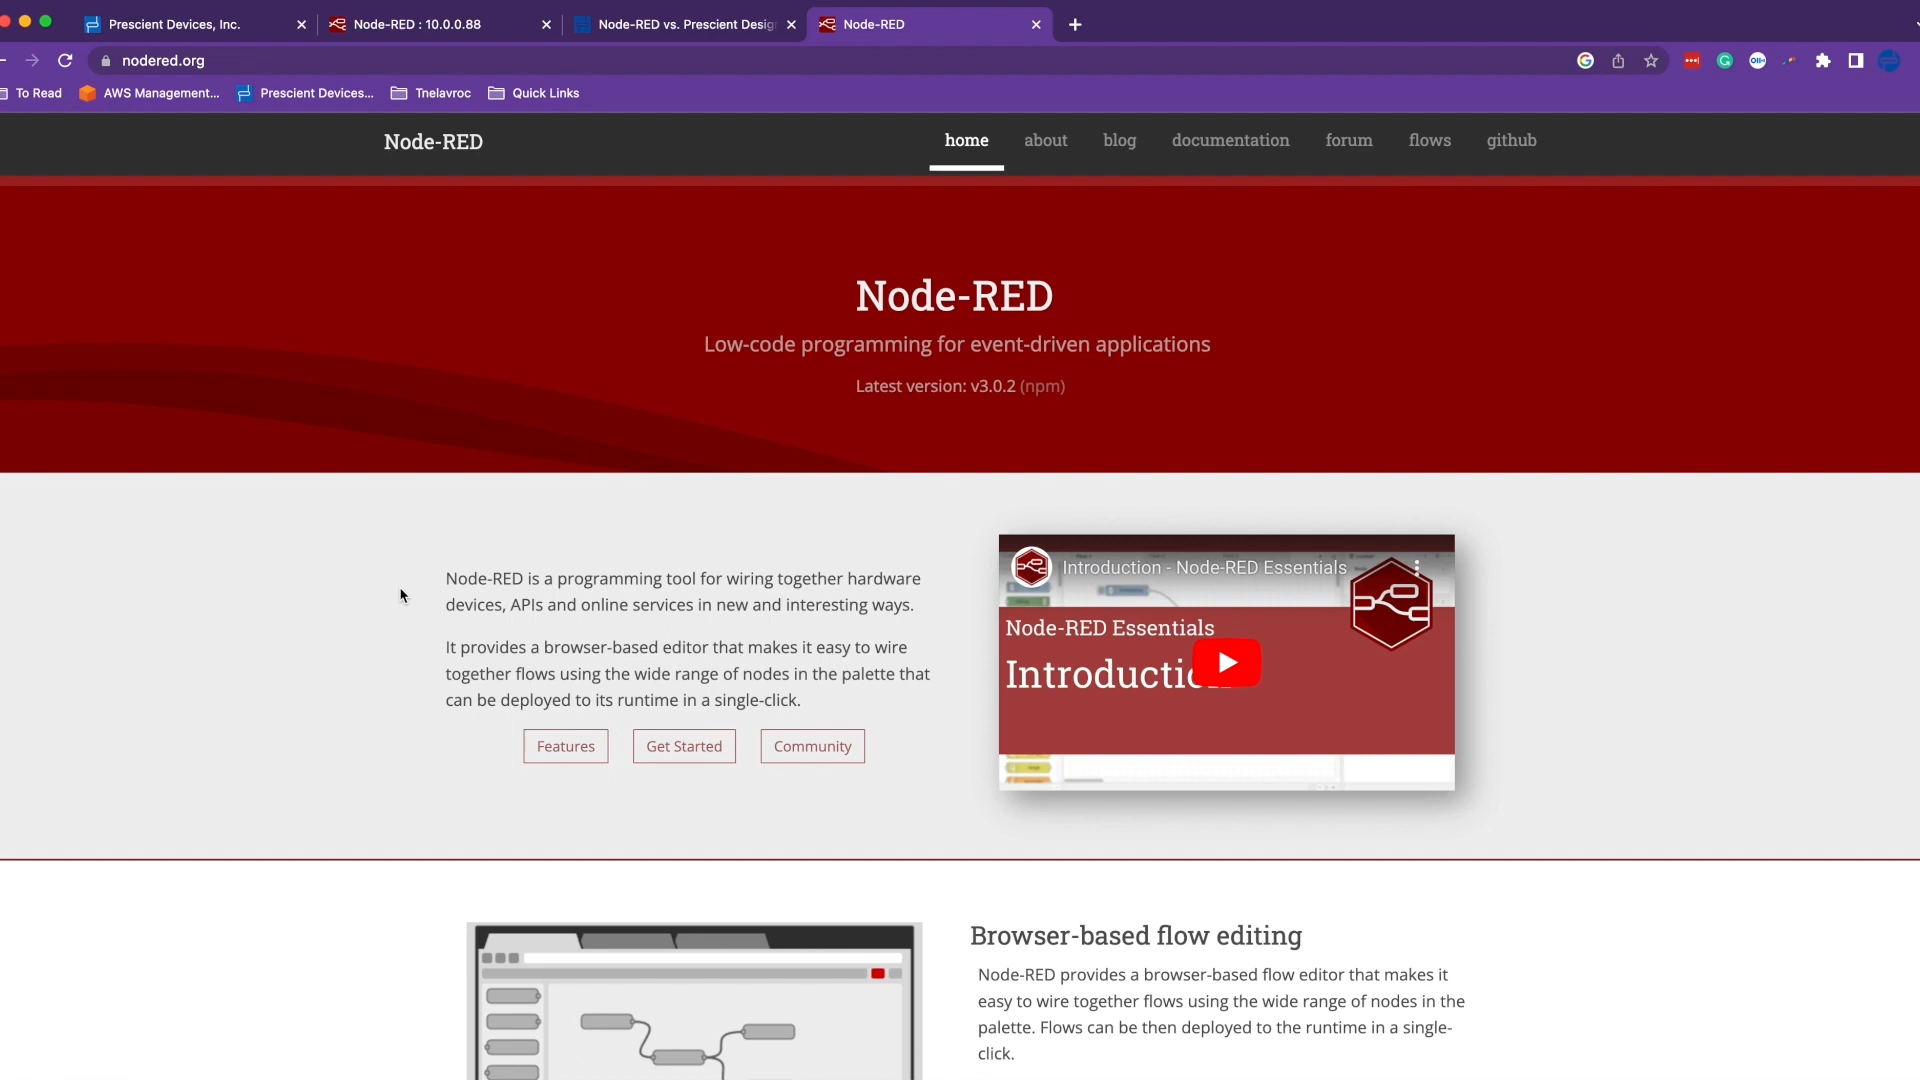 Prescient Devices, Inc.
Node-RED : 10.0.0.88
Node-RED vs. Prescient Desig
Node-RED
nodered.org
To Read
AWS Management...
Prescient Devices...
Tnelavroc
Quick Links
Node-RED
home
about
blog
documentation
forum
flows
github
Node-RED
Low-code programming for event-driven applications
Latest version: v3.0.2 (npm)
Node-RED is a programming tool for wiring together hardware
devices, APIs and online services in new and interesting ways.
It provides a browser-based editor that makes it easy to wire
together flows using the wide range of nodes in the palette that
can be deployed to its runtime in a single-click.
Features
Get Started
Community
Introduction - Node-RED Essentials
Node-RED Essentials
Introduction
Browser-based flow editing
Node-RED provides a browser-based flow editor that makes it
easy to wire together flows using the wide range of nodes in the
palette. Flows can be then deployed to the runtime in a single-
click.